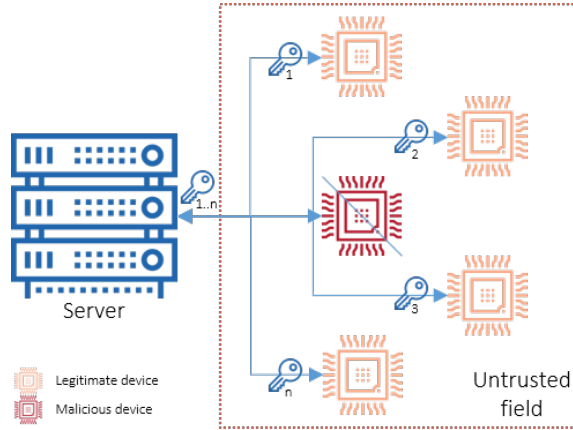 1
2
1..n
Server
3
n
Legitimate device
Malicious device
Untrusted
field